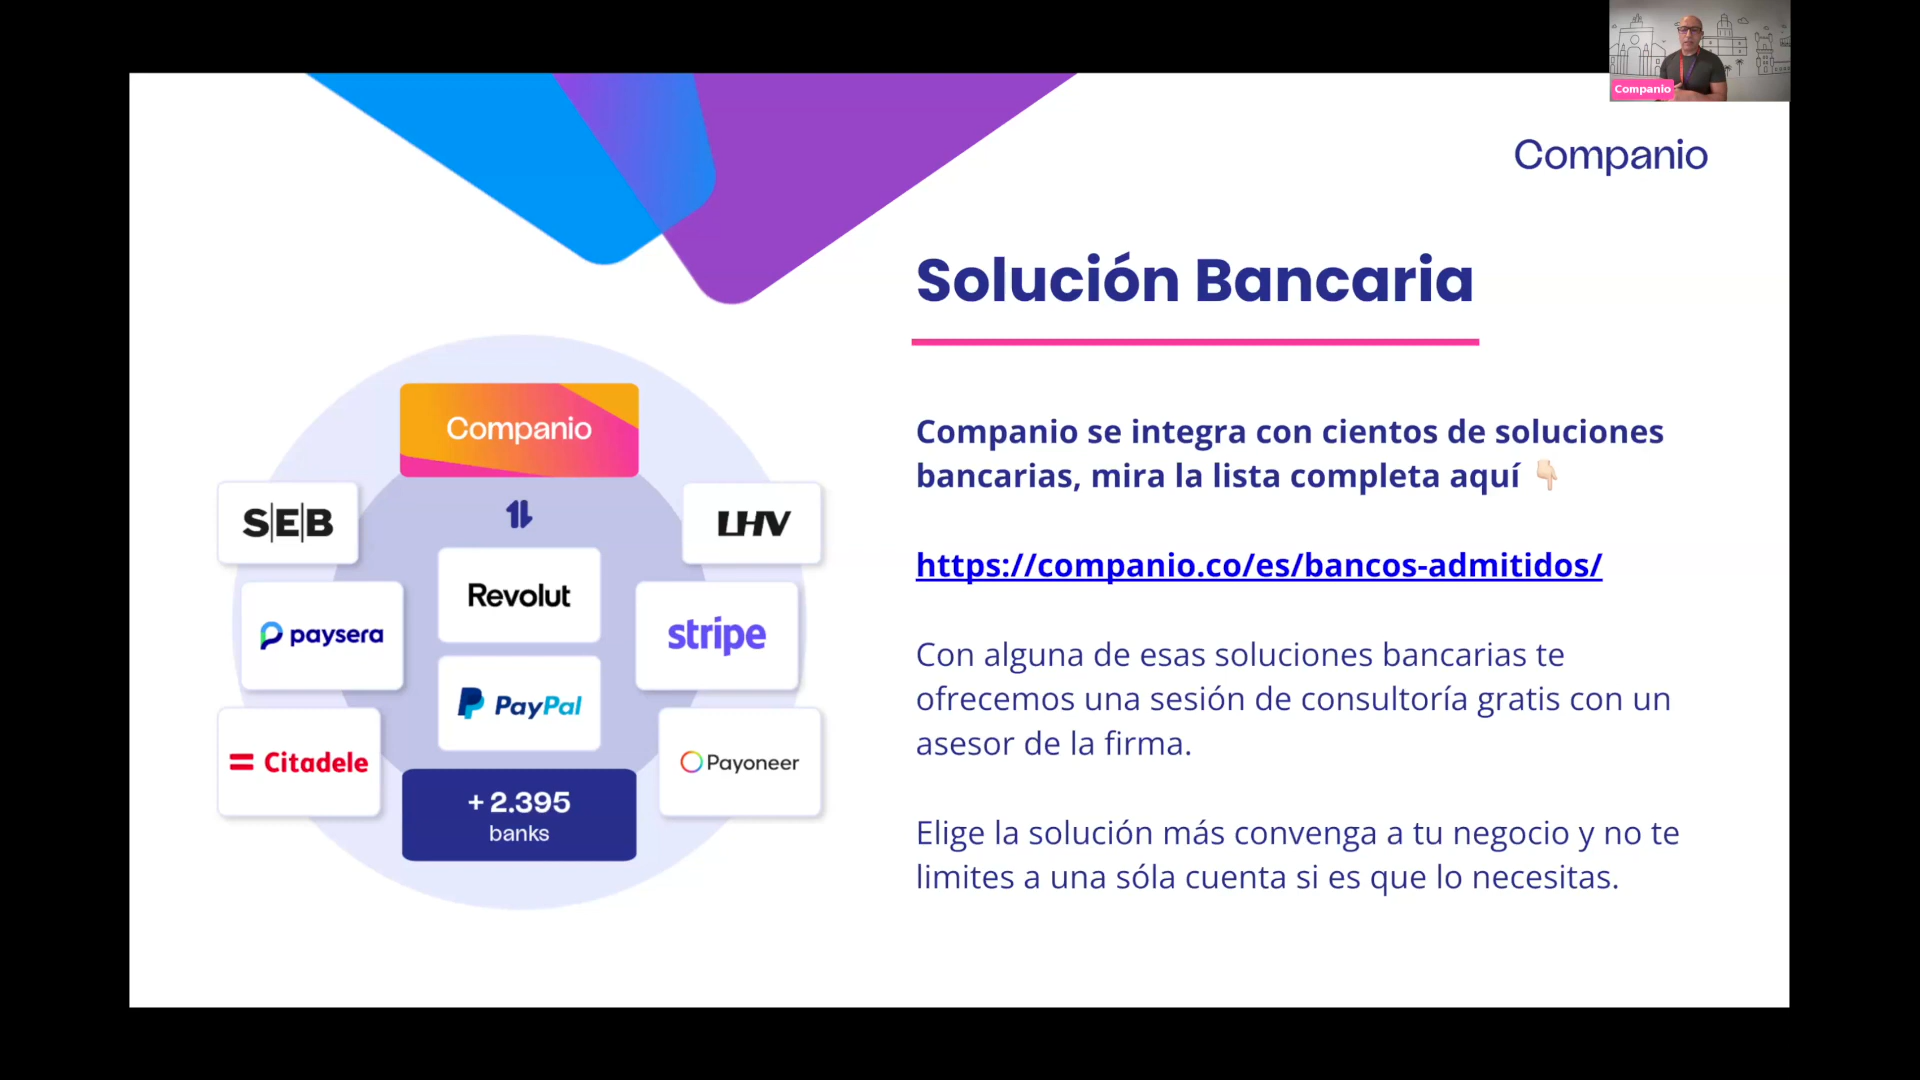 Companio
Companio
Solución Bancaria
Companio se integra con cientos de soluciones
bancarias, mira la lista completa aquí 👇🏻
https://companio.co/es/bancos-admitidos/
Con alguna de esas soluciones bancarias te
ofrecemos una sesión de consultoría gratis con un
asesor de la firma.
Elige la solución más convenga a tu negocio y no te
limites a una sóla cuenta si es que lo necesitas.
Companio
SEB
LHV
Revolut
paysera
stripe
PayPal
Citadele
Payoneer
+ 2.395
banks